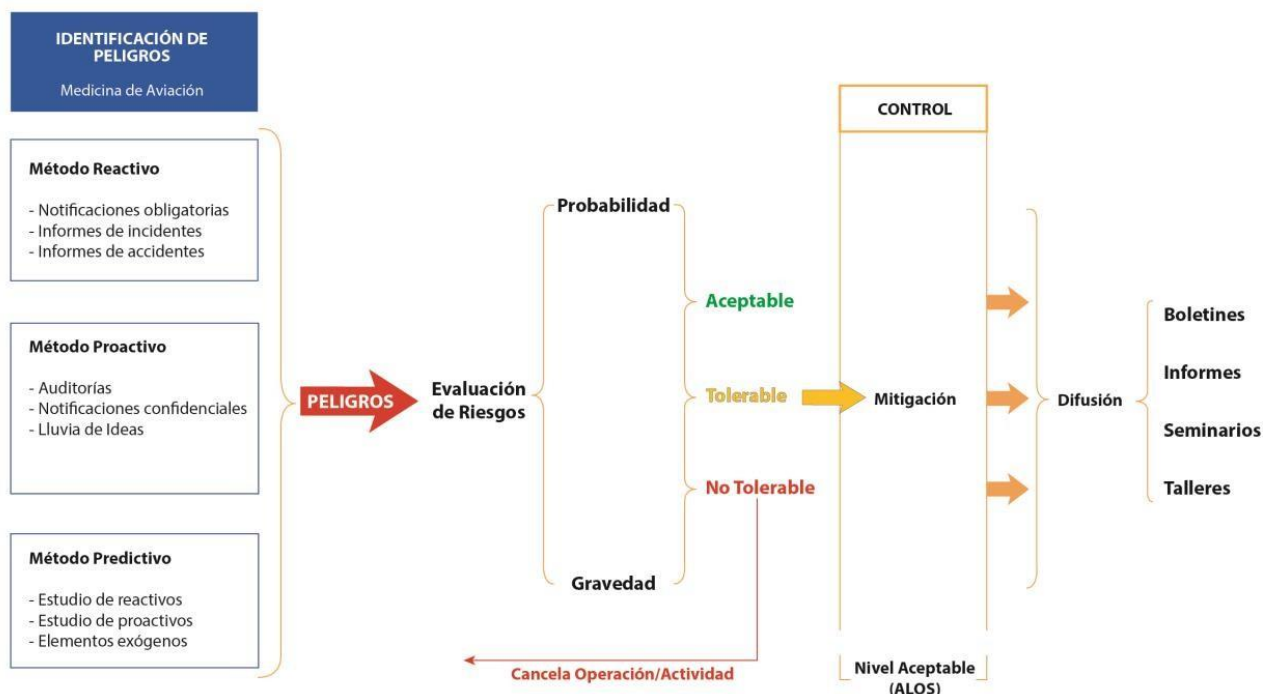 IDENTIFICACIÓN DE
PELIGROS
Medicina de Aviación
Método Reactivo
- Notificaciones obligatorias
- Informes de incidentes
- Informes de accidentes
Método Proactivo
- Auditorías
- Notificaciones confidenciales
- Lluvia de Ideas
Método Predictivo
- Estudio de reactivos
- Estudio de proactivos
- Elementos exógenos
PELIGROS
Evaluación
de Riesgos
Probabilidad
Gravedad
Aceptable
Tolerable
No Tolerable
Cancela Operación/Actividad
CONTROL
Mitigación
Nivel Aceptable
(ALOS)
Difusión
Boletines
Informes
Seminarios
Talleres